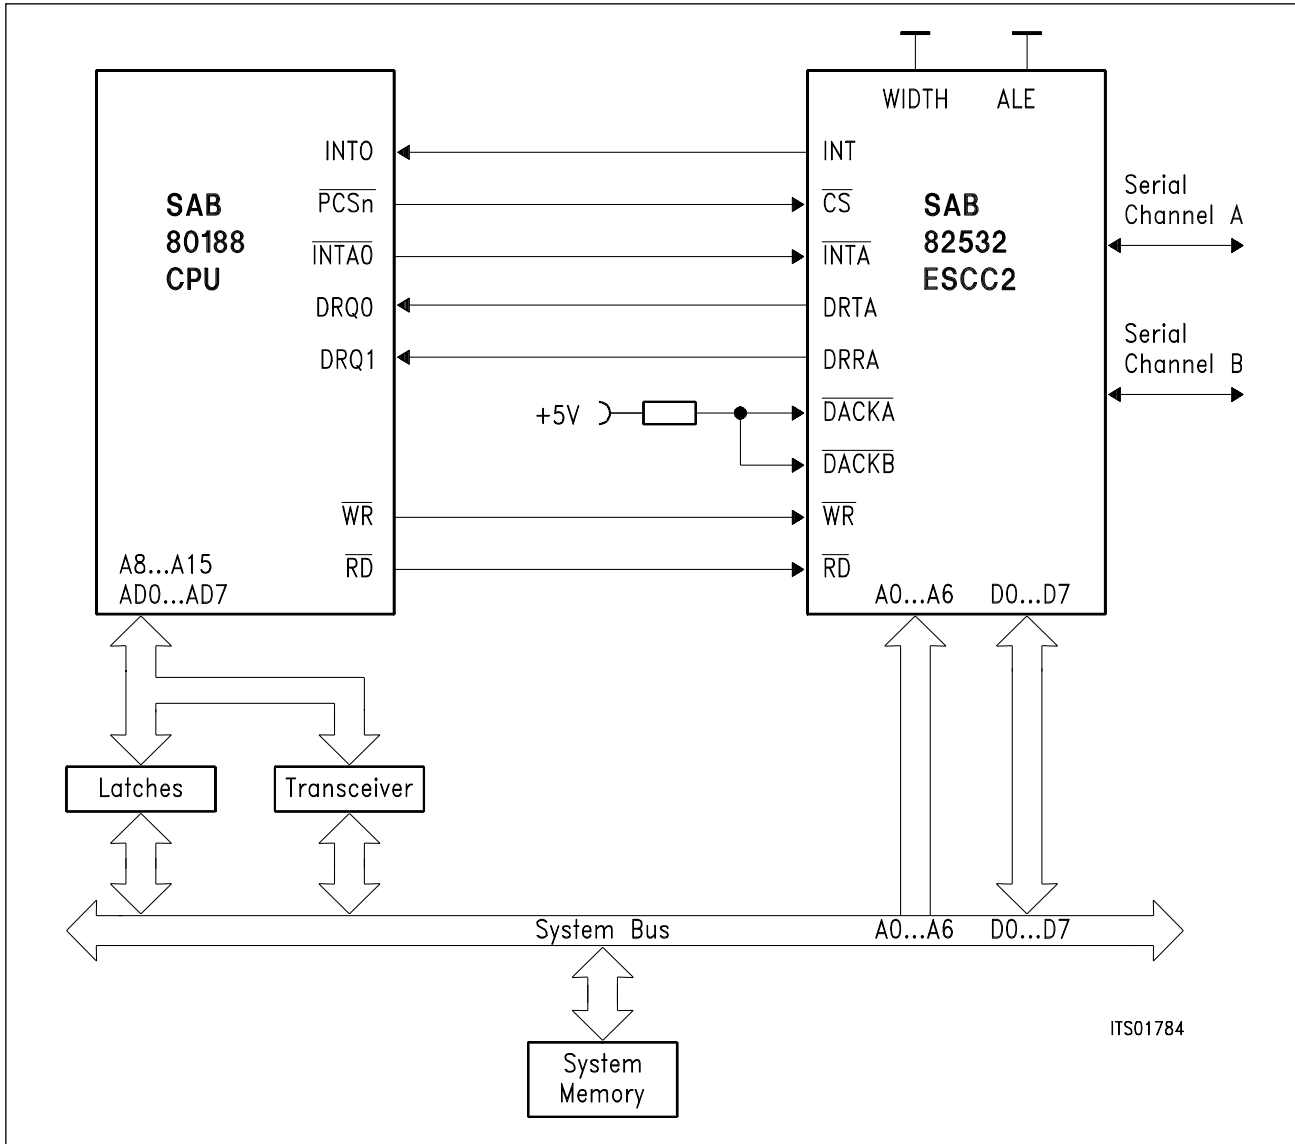 WIDTH ALE
INT0
PCSn
INTA0
DRQ0
DRQ1
WR
RD
SAB
80188
CPU
A8...A15
AD0...AD7
INT
CS
INTA
DRTA
DRRA
DACKA
DACKB
WR
RD
SAB
82532
ESCC2
A0...A6 D0...D7
+5V
Serial
Channel A
Serial
Channel B
Latches
Transceiver
System Bus
A0...A6 D0...D7
System
Memory
ITS01784